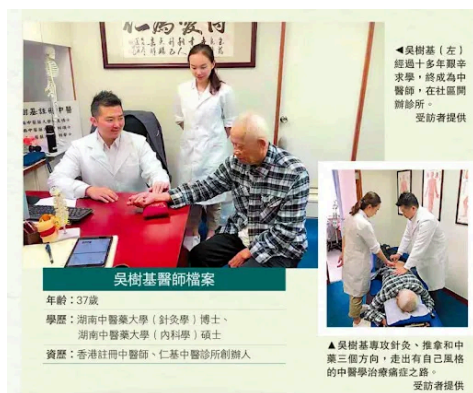 博愛為仁
◀吳樹基（左）
經過十多年艱辛
求學，終成為中
醫師，在社區開
辦診所。
受訪者提供
吳樹基醫師檔案
年齡：37歲
學歷：湖南中醫藥大學（針灸學）博士、
湖南中醫藥大學（內科學）碩士
資歷：香港註冊中醫師、仁基中醫診所創辦人
▲吳樹基專攻針灸、推拿和中
藥三個方向，走出有自己風格
的中醫學治療痛症之路。
受訪者提供